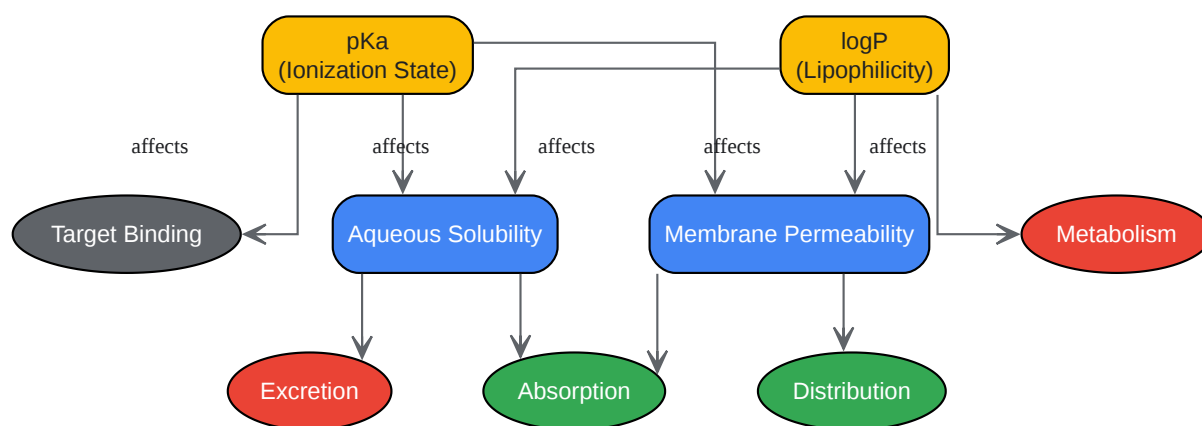 pKa
(Ionization State)
logP
(Lipophilicity)
affects
affects
affects
affects
affects
Target Binding
Aqueous Solubility
Membrane Permeability
Metabolism
Excretion
Absorption
Distribution